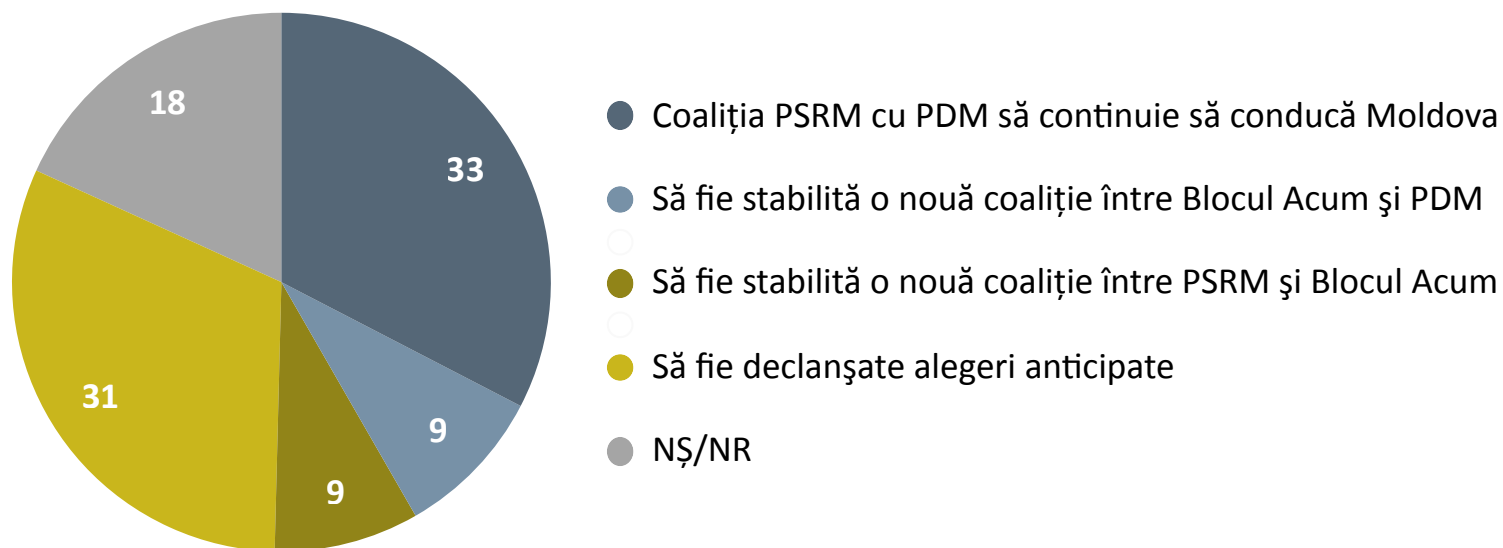 18
33
31
9
9
Coaliția PSRM cu PDM să continuie să conducă Moldova
Să fie stabilită o nouă coaliție între Blocul Acum şi PDM
Să fie stabilită o nouă coaliție între PSRM şi Blocul Acum
Să fie declanşate alegeri anticipate
NȘ/NR